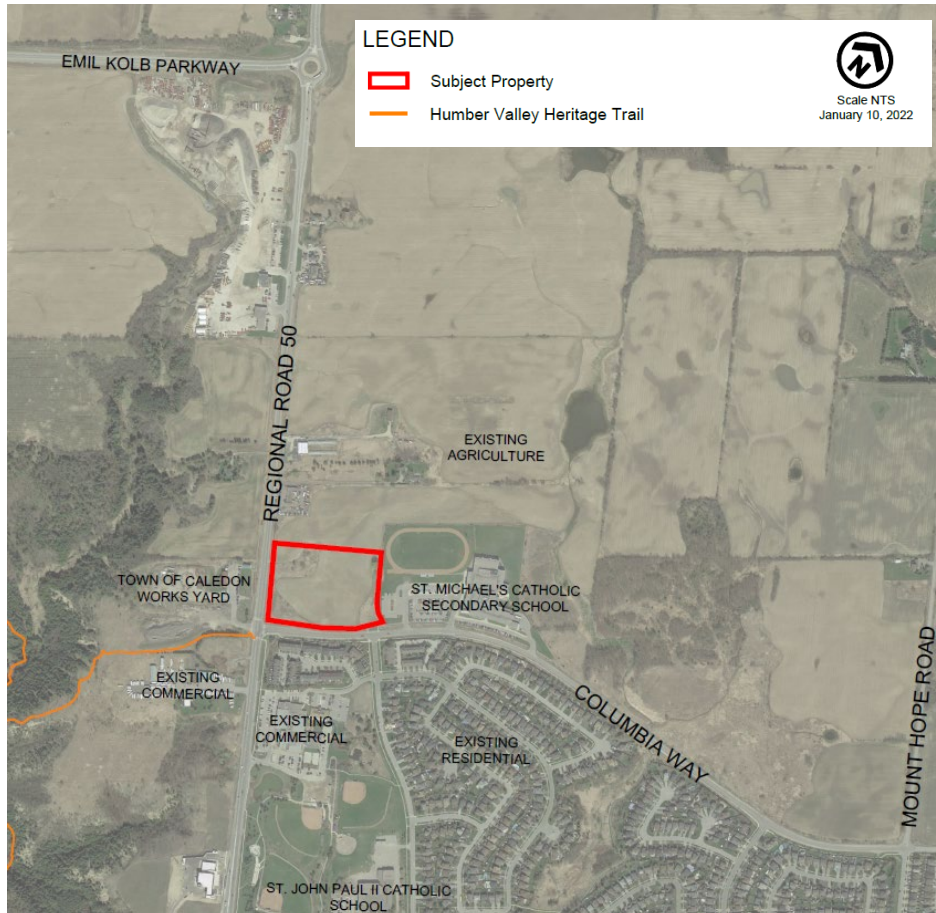 LEGEND
Subject Property
Humber Valley Heritage Trail
N
Scale NTS
January 10, 2022
EMIL KOLB PARKWAY
REGIONAL ROAD 50
EXISTING
AGRICULTURE
TOWN OF CALEDON
WORKS YARD
ST. MICHAEL'S CATHOLIC
SECONDARY SCHOOL
EXISTING
COMMERCIAL
EXISTING
COMMERCIAL
EXISTING
RESIDENTIAL
COLUMBIA WAY
MOUNT HOPE ROAD
ST. JOHN PAUL II CATHOLIC
SCHOOL